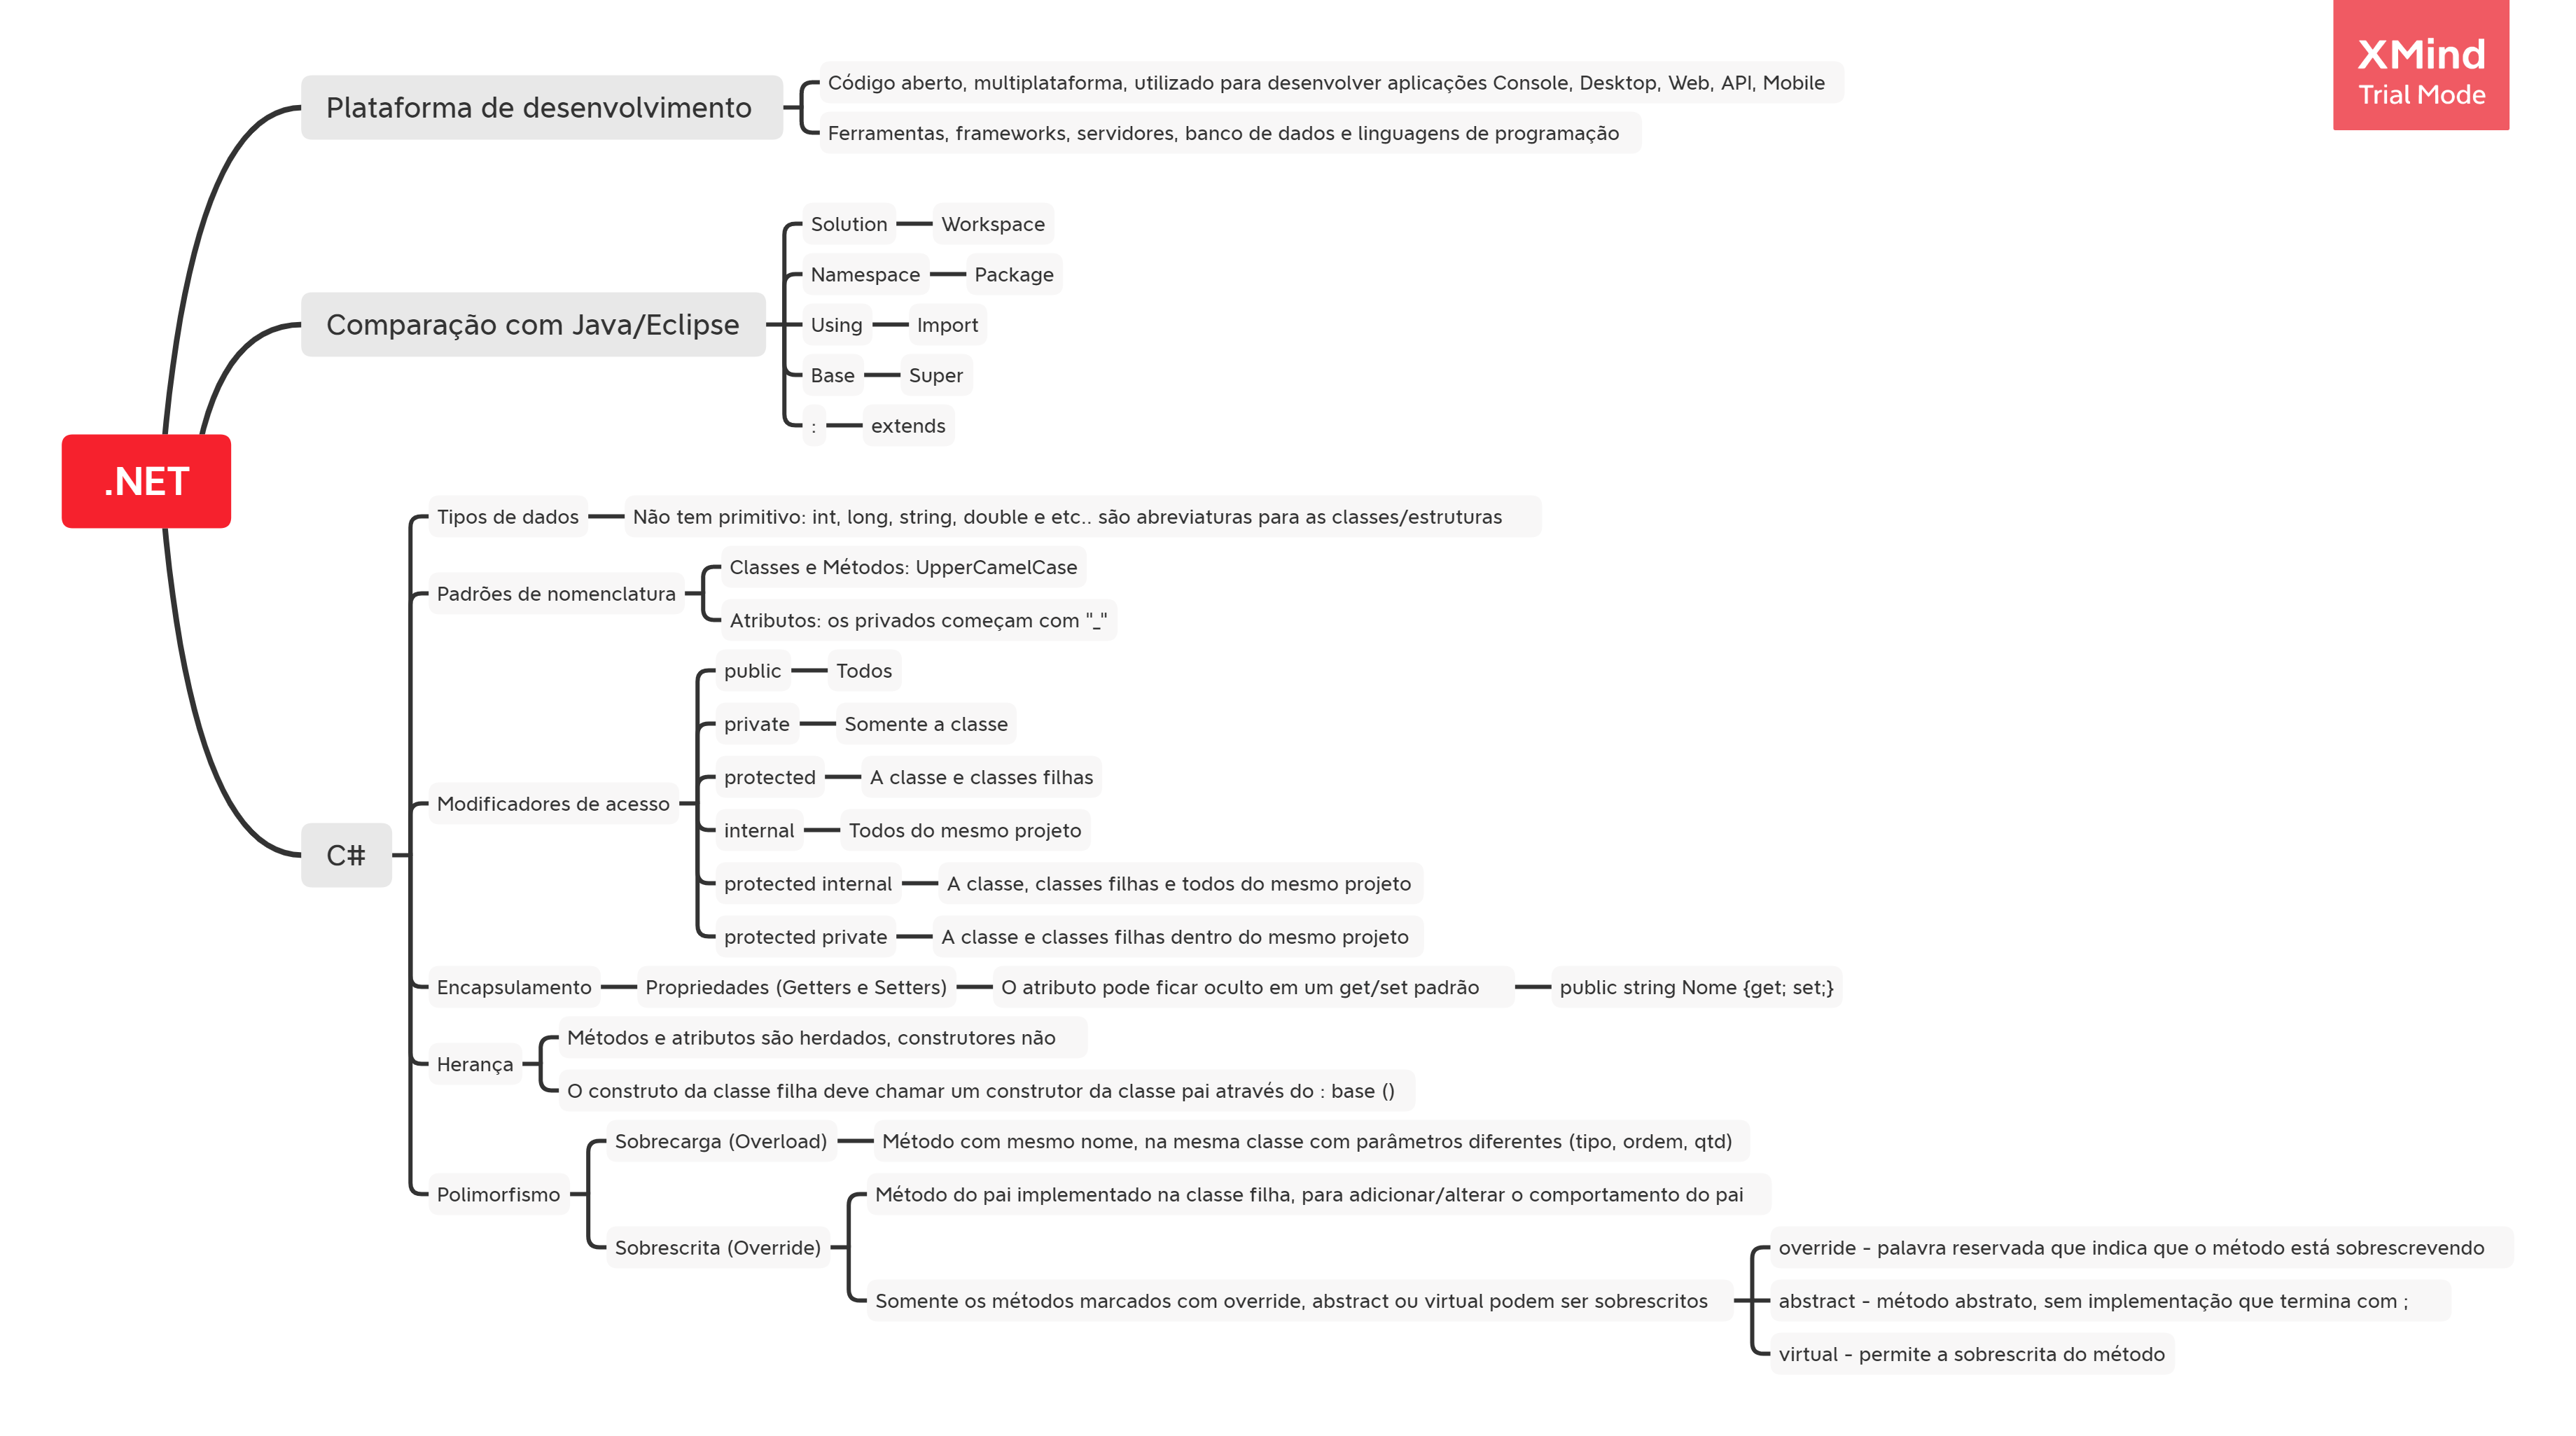 XMind
Trial Mode
Plataforma de desenvolvimento
Código aberto, multiplataforma, utilizado para desenvolver aplicações Console, Desktop, Web, API, Mobile
Ferramentas, frameworks, servidores, banco de dados e linguagens de programação
Comparação com Java/Eclipse
Solution
Workspace
Namespace
Package
Using
Import
Base
Super
:
extends
.NET
C#
Tipos de dados
Não tem primitivo: int, long, string, double e etc.. são abreviaturas para as classes/estruturas
Padrões de nomenclatura
Classes e Métodos: UpperCamelCase
Atributos: os privados começam com "_"
Modificadores de acesso
public
Todos
private
Somente a classe
protected
A classe e classes filhas
internal
Todos do mesmo projeto
protected internal
A classe, classes filhas e todos do mesmo projeto
protected private
A classe e classes filhas dentro do mesmo projeto
Encapsulamento
Propriedades (Getters e Setters)
O atributo pode ficar oculto em um get/set padrão
public string Nome {get; set;}
Herança
Métodos e atributos são herdados, construtores não
O construto da classe filha deve chamar um construtor da classe pai através do : base ()
Polimorfismo
Sobrecarga (Overload)
Método com mesmo nome, na mesma classe com parâmetros diferentes (tipo, ordem, qtd)
Sobrescrita (Override)
Método do pai implementado na classe filha, para adicionar/alterar o comportamento do pai
Somente os métodos marcados com override, abstract ou virtual podem ser sobrescritos
override - palavra reservada que indica que o método está sobrescrevendo
abstract - método abstrato, sem implementação que termina com ;
virtual - permite a sobrescrita do método